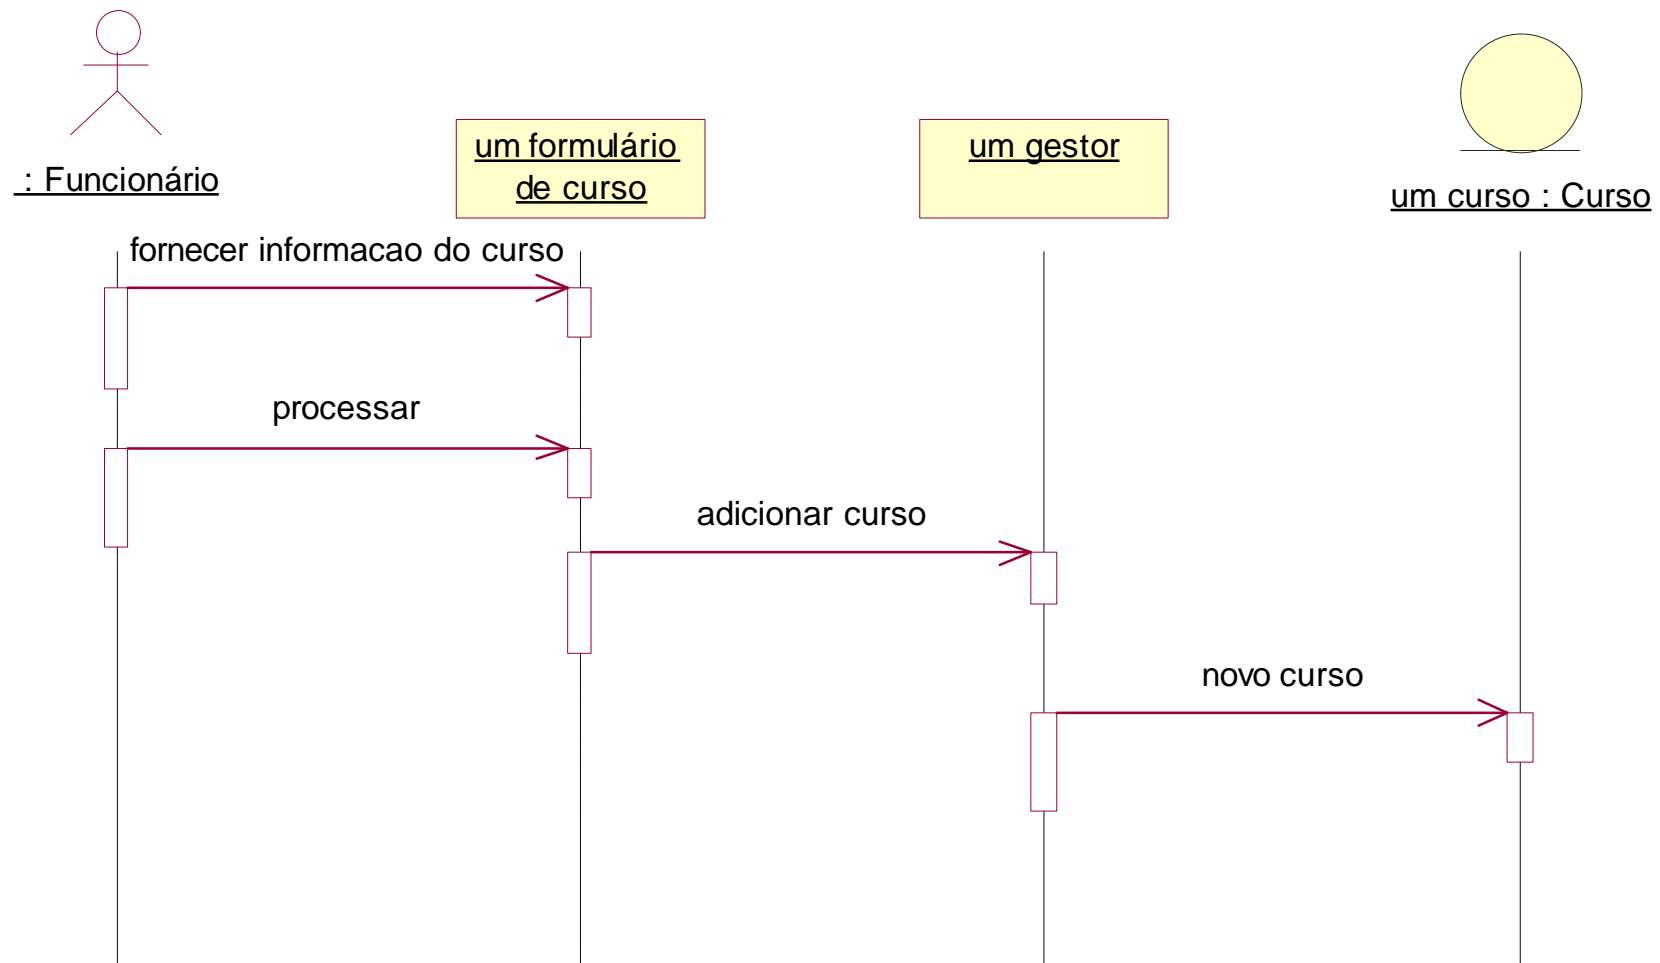 : Funcionário
um formulário
de curso
um gestor
um curso : Curso
fornecer informacao do curso
processar
adicionar curso
novo curso